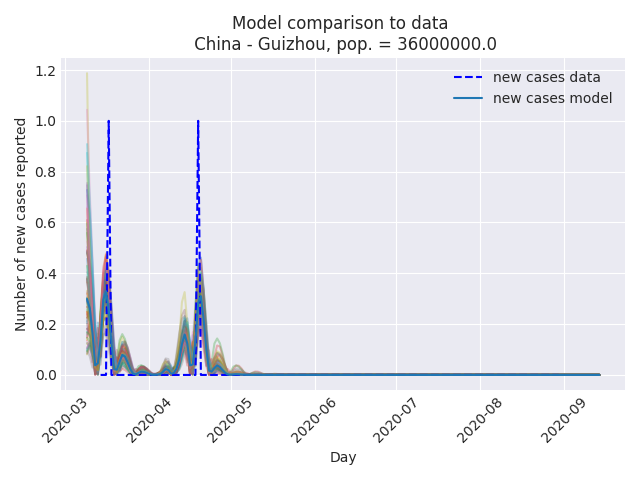 Model comparison to data
China - Guizhou, pop. = 36000000.0
new cases data
new cases model
Number of new cases reported
1.2
1.0
0.8
0.6
0.4
0.2
0.0
2020-03
2020-04
2020-05
2020-06
2020-07
2020-08
2020-09
Day